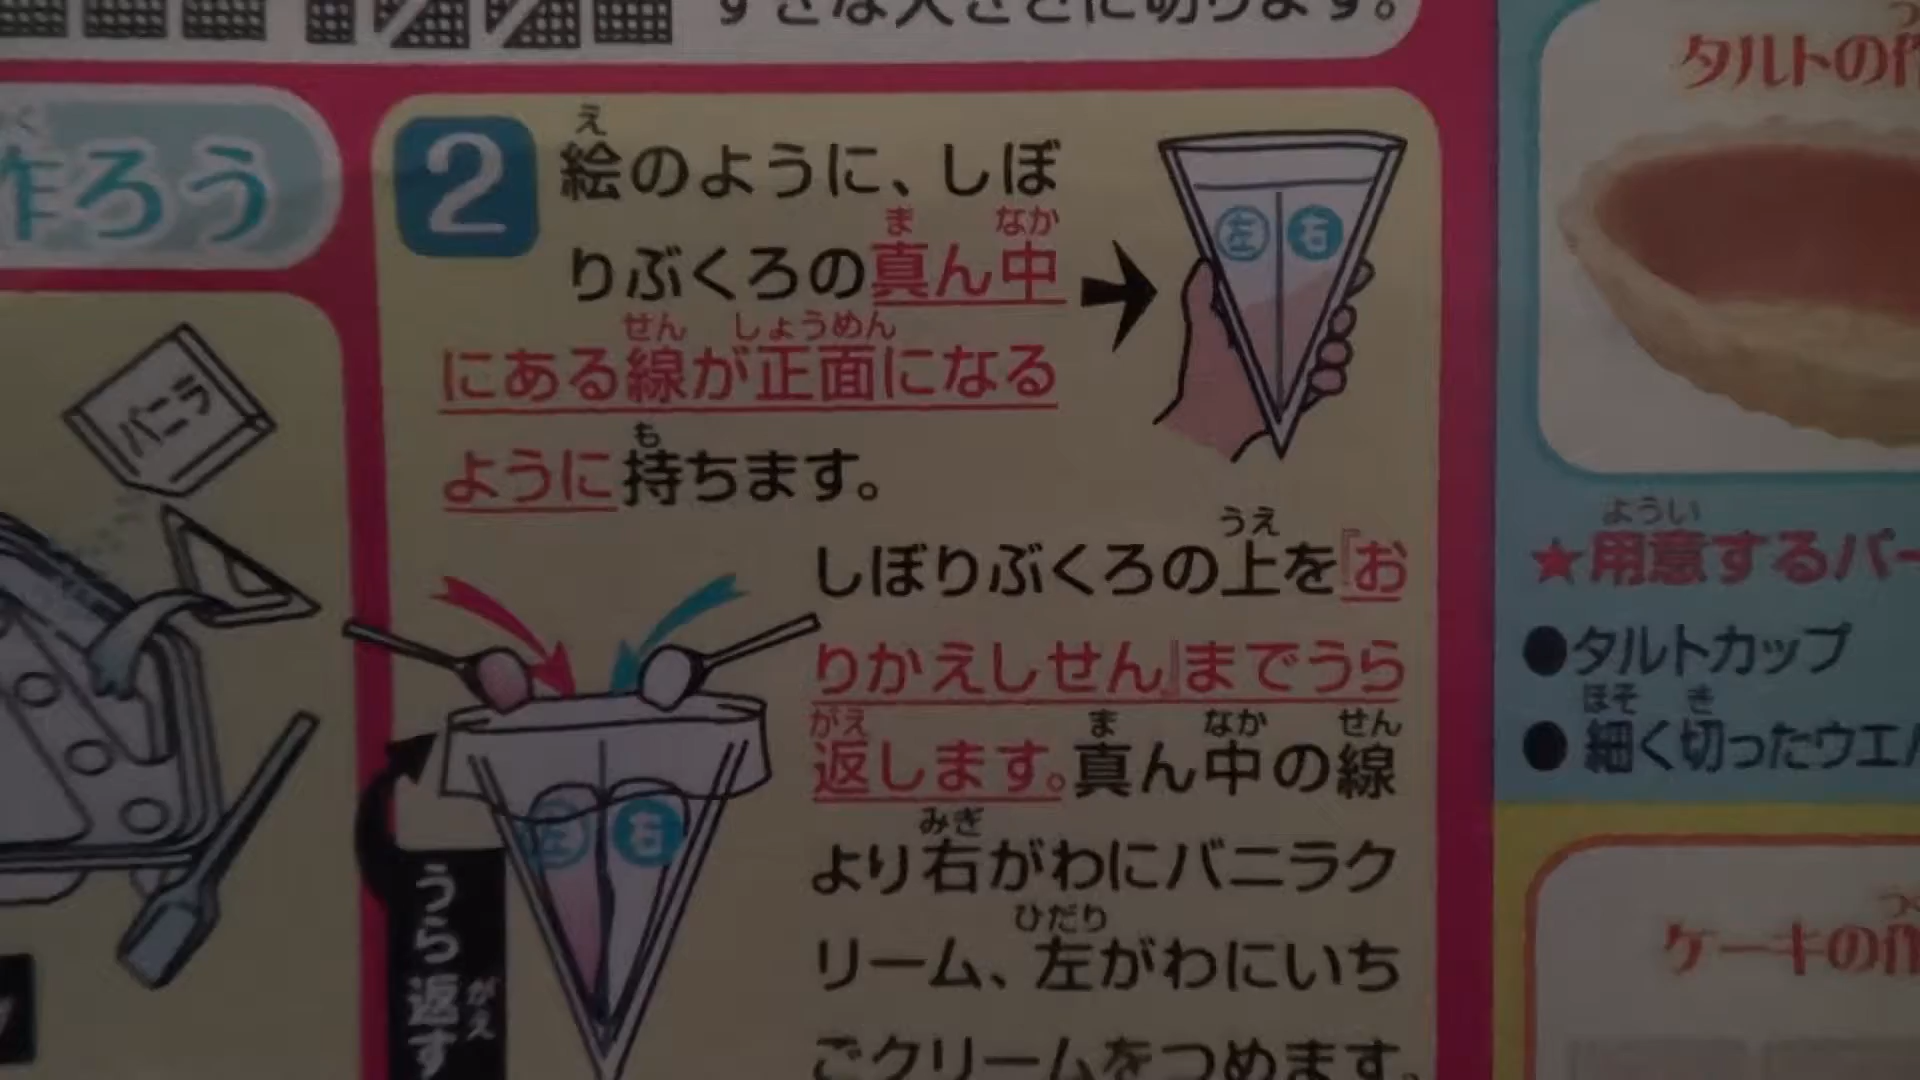 すきな大きさに切ります。
作ろう
バニラ
2
絵のように、しぼ
りぶくろの真ん中
にある線が正面になる
ように持ちます。
左 右
しぼりぶくろの上を『お
りかえしせん』までうら
返します。真ん中の線
より右がわにバニラク
リーム、左がわにいち
ごクリームをつめます。
左 右
うら返す
タルトの作
★用意するパー
●タルトカップ
●細く切ったウエハ
ケーキの作